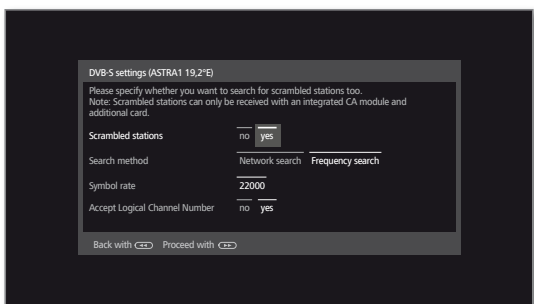 DVB-S settings (ASTRA1 19,2°E)
Please specify whether you want to search for scrambled stations too.
Note: Scrambled stations can only be received with an integrated CA module and
additional card.
Scrambled stations no yes
Search method Network search Frequency search
Symbol rate 22000
Accept Logical Channel Number no yes
Back with Proceed with